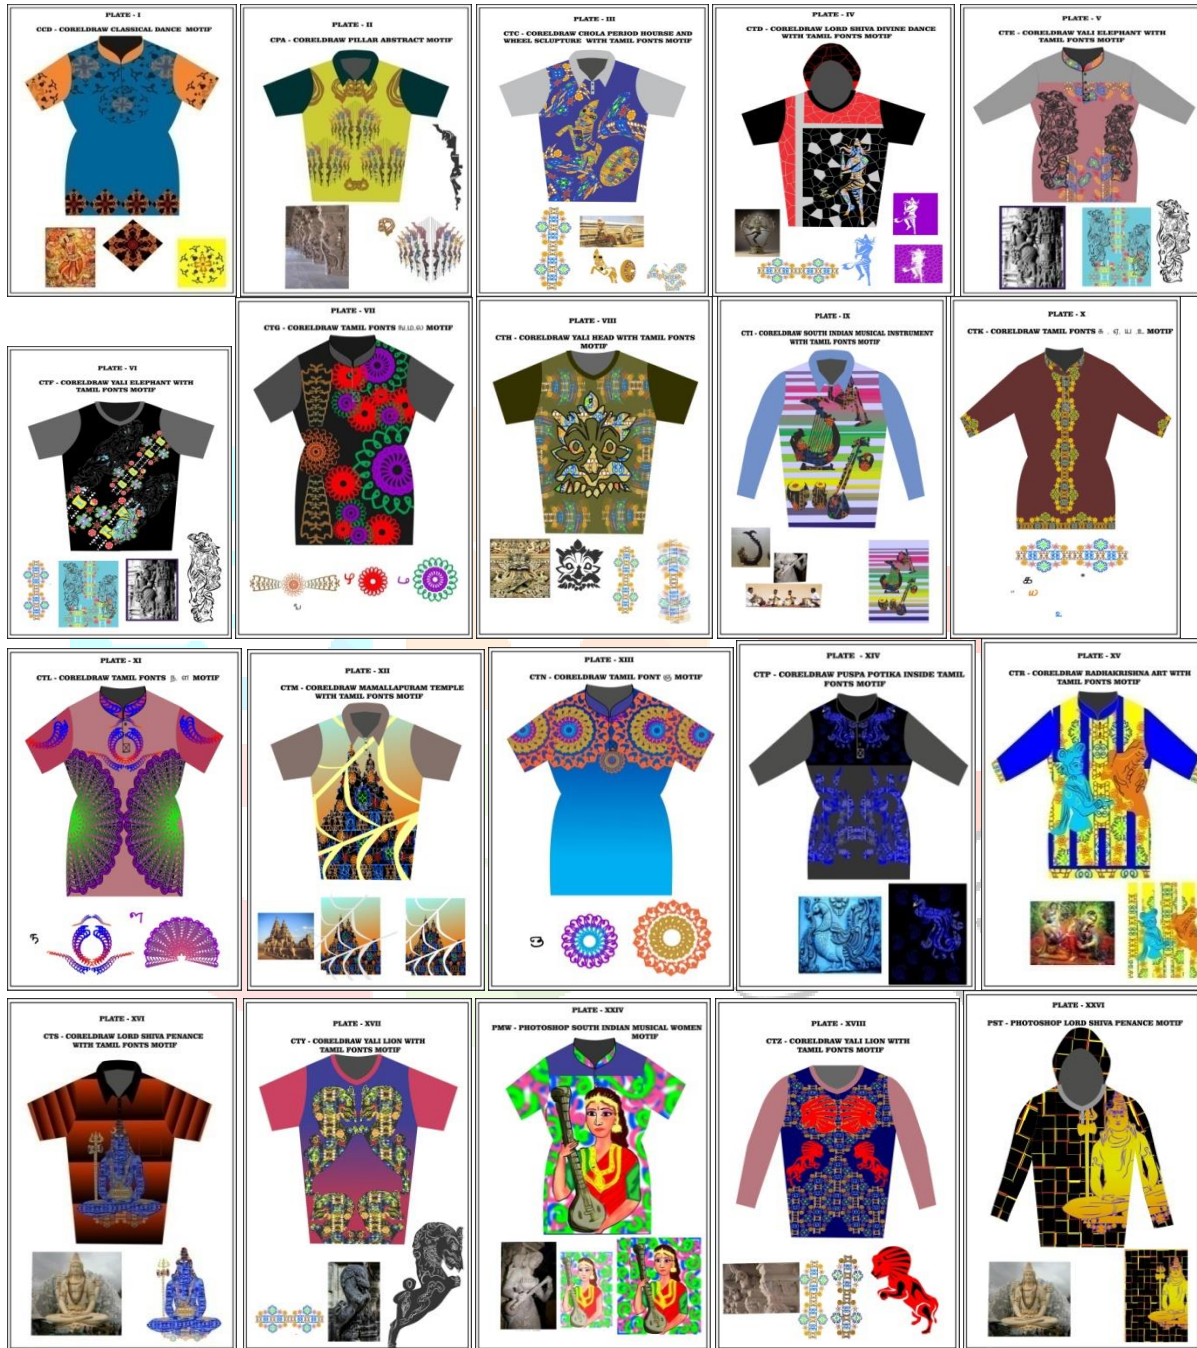 PLATE - I
CCD - CORELDRAW CLASSICAL DANCE MOTIF
PLATE - II
CPA - CORELDRAW PILLAR ABSTRACT MOTIF
PLATE - III
CTC - CORELDRAW CHOLA PERIOD HOURSE AND
WHEEL SCLUPTURE WITH TAMIL FONTS MOTIF
PLATE - IV
CTD - CORELDRAW LORD SHIVA DIVINE DANCE
WITH TAMIL FONTS MOTIF
PLATE - V
CTE - CORELDRAW YALI ELEPHANT WITH
TAMIL FONTS MOTIF
PLATE - VI
CTF - CORELDRAW YALI ELEPHANT WITH
TAMIL FONTS MOTIF
PLATE - VII
CTG - CORELDRAW TAMIL FONTS MOTIF
PLATE - VIII
CTH - CORELDRAW YALI HEAD WITH TAMIL FONTS
MOTIF
PLATE - IX
CTI - CORELDRAW SOUTH INDIAN MUSICAL INSTRUMENT
WITH TAMIL FONTS MOTIF
PLATE - X
CTK - CORELDRAW TAMIL FONTS MOTIF
க
ய
PLATE - XI
CTL - CORELDRAW TAMIL FONTS MOTIF
PLATE - XII
CTM - CORELDRAW MAMALLAPURAM TEMPLE
WITH TAMIL FONTS MOTIF
PLATE - XIII
CTN - CORELDRAW TAMIL FONT MOTIF
PLATE - XIV
CTP - CORELDRAW PUSPA POTIKA INSIDE TAMIL
FONTS MOTIF
PLATE - XV
CTR - CORELDRAW RADHAKRISHNA ART WITH
TAMIL FONTS MOTIF
PLATE - XVI
CTS - CORELDRAW LORD SHIVA PENANCE
WITH TAMIL FONTS MOTIF
PLATE - XVII
CTY - CORELDRAW YALI LION WITH
TAMIL FONTS MOTIF
PLATE - XXIV
PMW - PHOTOSHOP SOUTH INDIAN MUSICAL WOMEN
MOTIF
PLATE - XVIII
CTZ - CORELDRAW YALI LION WITH
TAMIL FONTS MOTIF
PLATE - XXVI
PST - PHOTOSHOP LORD SHIVA PENANCE MOTIF